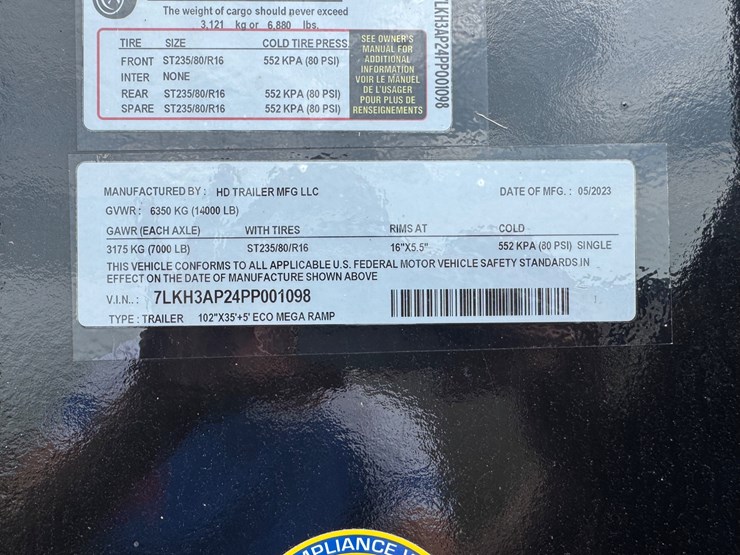 The weight of cargo should never exceed
3,121 kg or 6,880 lbs.
TIRE SIZE COLD TIRE PRESS.
FRONT ST235/80/R16 552 KPA (80 PSI)
INTER NONE
REAR ST235/80/R16 552 KPA (80 PSI)
SPARE ST235/80/R16 552 KPA (80 PSI)
SEE OWNER'S
MANUAL FOR
ADDITIONAL
INFORMATION
VOIR LE MANUEL
DE L'USAGER
POUR PLUS DE
RENSEIGNEMENTS
7LKH3AP24PP001098
MANUFACTURED BY : HD TRAILER MFG LLC DATE OF MFG. : 05/2023
GVWR : 6350 KG (14000 LB)
GAWR (EACH AXLE) WITH TIRES RIMS AT COLD
3175 KG (7000 LB) ST235/80/R16 16"X5.5" 552 KPA (80 PSI) SINGLE
THIS VEHICLE CONFORMS TO ALL APPLICABLE U.S. FEDERAL MOTOR VEHICLE SAFETY STANDARDS IN
EFFECT ON THE DATE OF MANUFACTURE SHOWN ABOVE
V.I.N.. : 7LKH3AP24PP001098
TYPE : TRAILER 102"X35'+5' ECO MEGA RAMP
PLIANCE